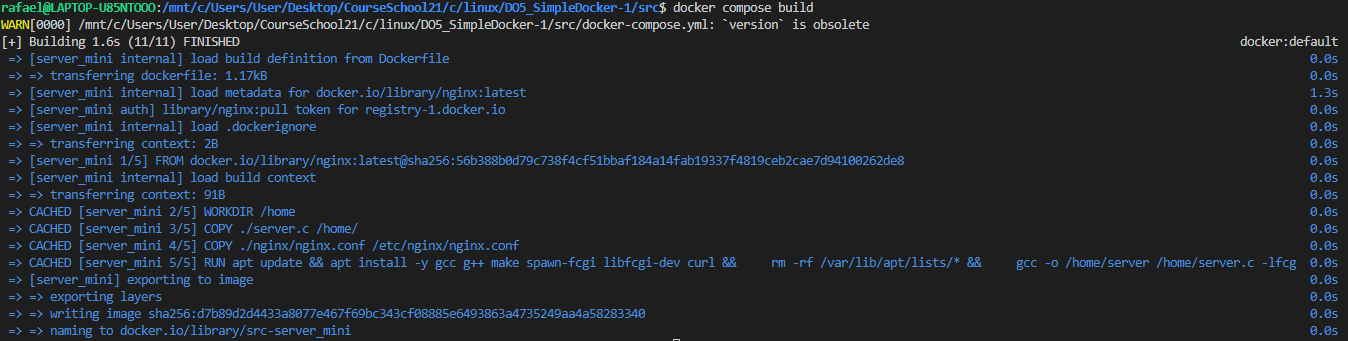 rafael@LAPTOP-U85NTOOO:/mnt/c/Users/User/Desktop/CourseSchool21/c/linux/DO5_SimpleDocker-1/src$ docker compose build
WARN[0000] /mnt/c/Users/User/Desktop/CourseSchool21/c/linux/DO5_SimpleDocker-1/src/docker-compose.yml: `version` is obsolete
[+] Building 1.6s (11/11) FINISHED docker:default
=> [server_mini internal] load build definition from Dockerfile 0.0s
=> => transferring dockerfile: 1.17kB 0.0s
=> [server_mini internal] load metadata for docker.io/library/nginx:latest 1.3s
=> [server_mini auth] library/nginx:pull token for registry-1.docker.io 0.0s
=> [server_mini internal] load .dockerignore 0.0s
=> => transferring context: 2B 0.0s
=> [server_mini 1/5] FROM docker.io/library/nginx:latest@sha256:56b388b0d79c738f4cf51bbaf184a14fab19337f4819ceb2cae7d94100262de8 0.0s
=> [server_mini internal] load build context 0.0s
=> => transferring context: 91B 0.0s
=> CACHED [server_mini 2/5] WORKDIR /home 0.0s
=> CACHED [server_mini 3/5] COPY ./server.c /home/ 0.0s
=> CACHED [server_mini 4/5] COPY ./nginx/nginx.conf /etc/nginx/nginx.conf 0.0s
=> CACHED [server_mini 5/5] RUN apt update && apt install -y gcc g++ make spawn-fcgi libfcgi-dev curl && rm -rf /var/lib/apt/lists/* && gcc -o /home/server /home/server.c -lfcg 0.0s
=> [server_mini] exporting to image 0.0s
=> => exporting layers 0.0s
=> => writing image sha256:d7b89d2d4433a8077e467f69bc343cf08885e6493863a4735249aa4a58283340 0.0s
=> => naming to docker.io/library/src-server_mini 0.0s